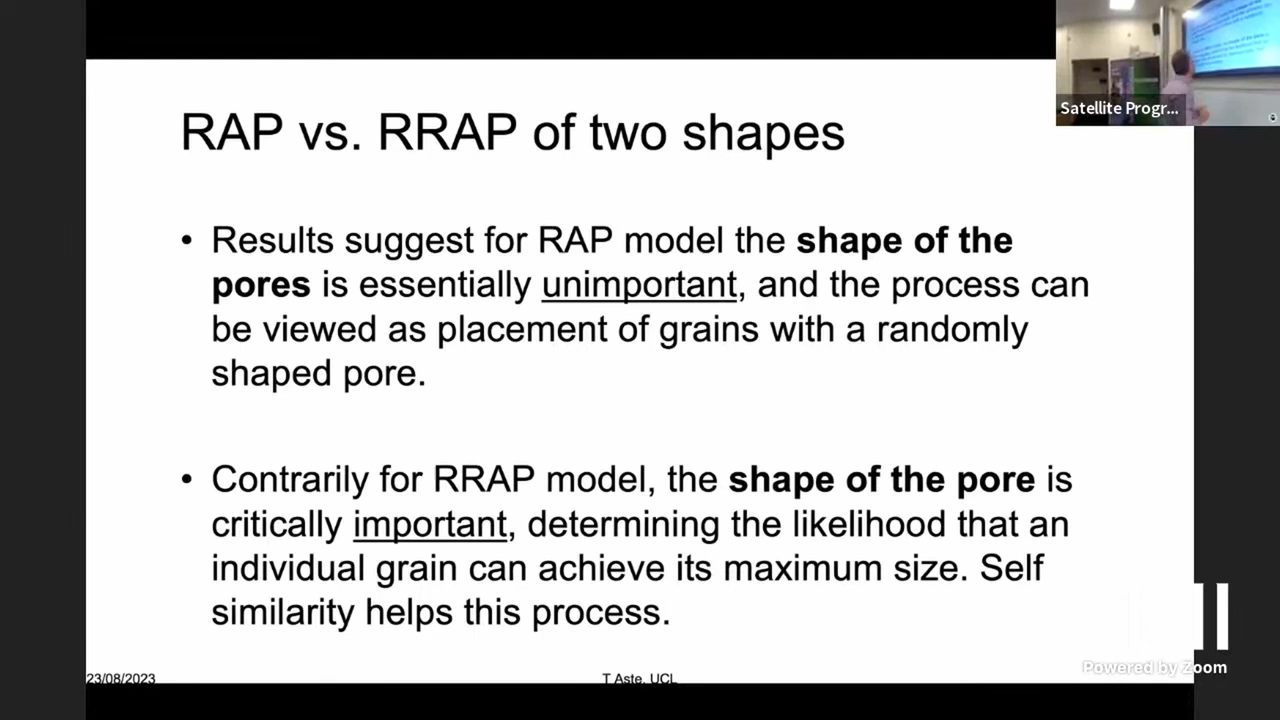 Satellite Progr...
RAP vs. RRAP of two shapes
• Results suggest for RAP model the shape of the
pores is essentially unimportant, and the process can
be viewed as placement of grains with a randomly
shaped pore.
• Contrarily for RRAP model, the shape of the pore is
critically important, determining the likelihood that an
individual grain can achieve its maximum size. Self
similarity helps this process.
Powered by Zoom
23/08/2023
T Aste, UCL